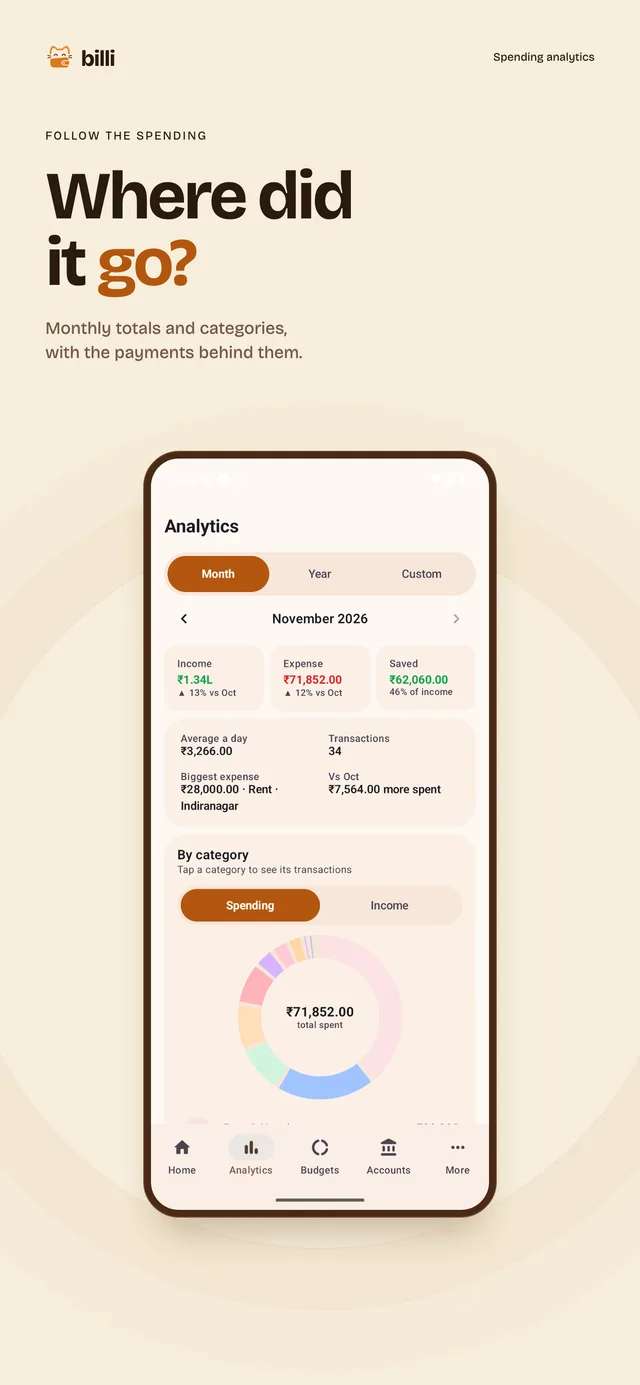 billi
Spending analytics
FOLLOW THE SPENDING
Where did
it go?
Monthly totals and categories,
with the payments behind them.
Analytics
Month Year Custom
November 2026
Income Expense Saved
₹1.34L ₹71,852.00 ₹62,060.00
▲ 13% vs Oct ▲ 12% vs Oct 46% of income
Average a day Transactions
₹3,266.00 34
Biggest expense Vs Oct
₹28,000.00 · Rent · ₹7,564.00 more spent
Indiranagar
By category
Tap a category to see its transactions
Spending Income
₹71,852.00
total spent
Home Analytics Budgets Accounts More